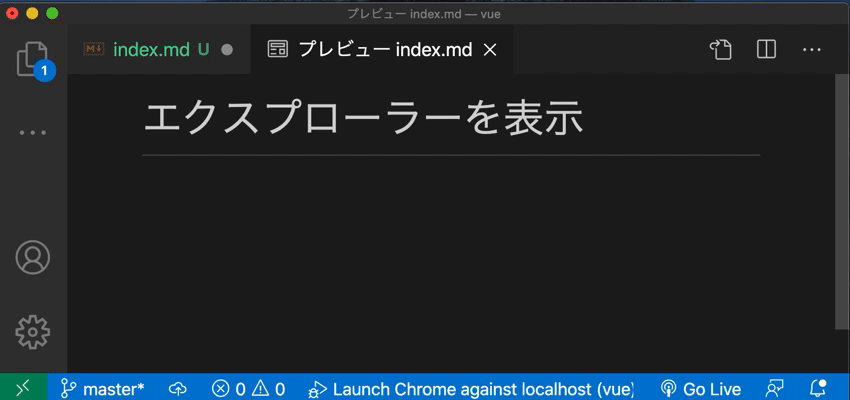 プレビュー index.md — vue
index.md U プレビュー index.md
1
エクスプローラーを表示
master* 0 0 Launch Chrome against localhost (vue) Go Live